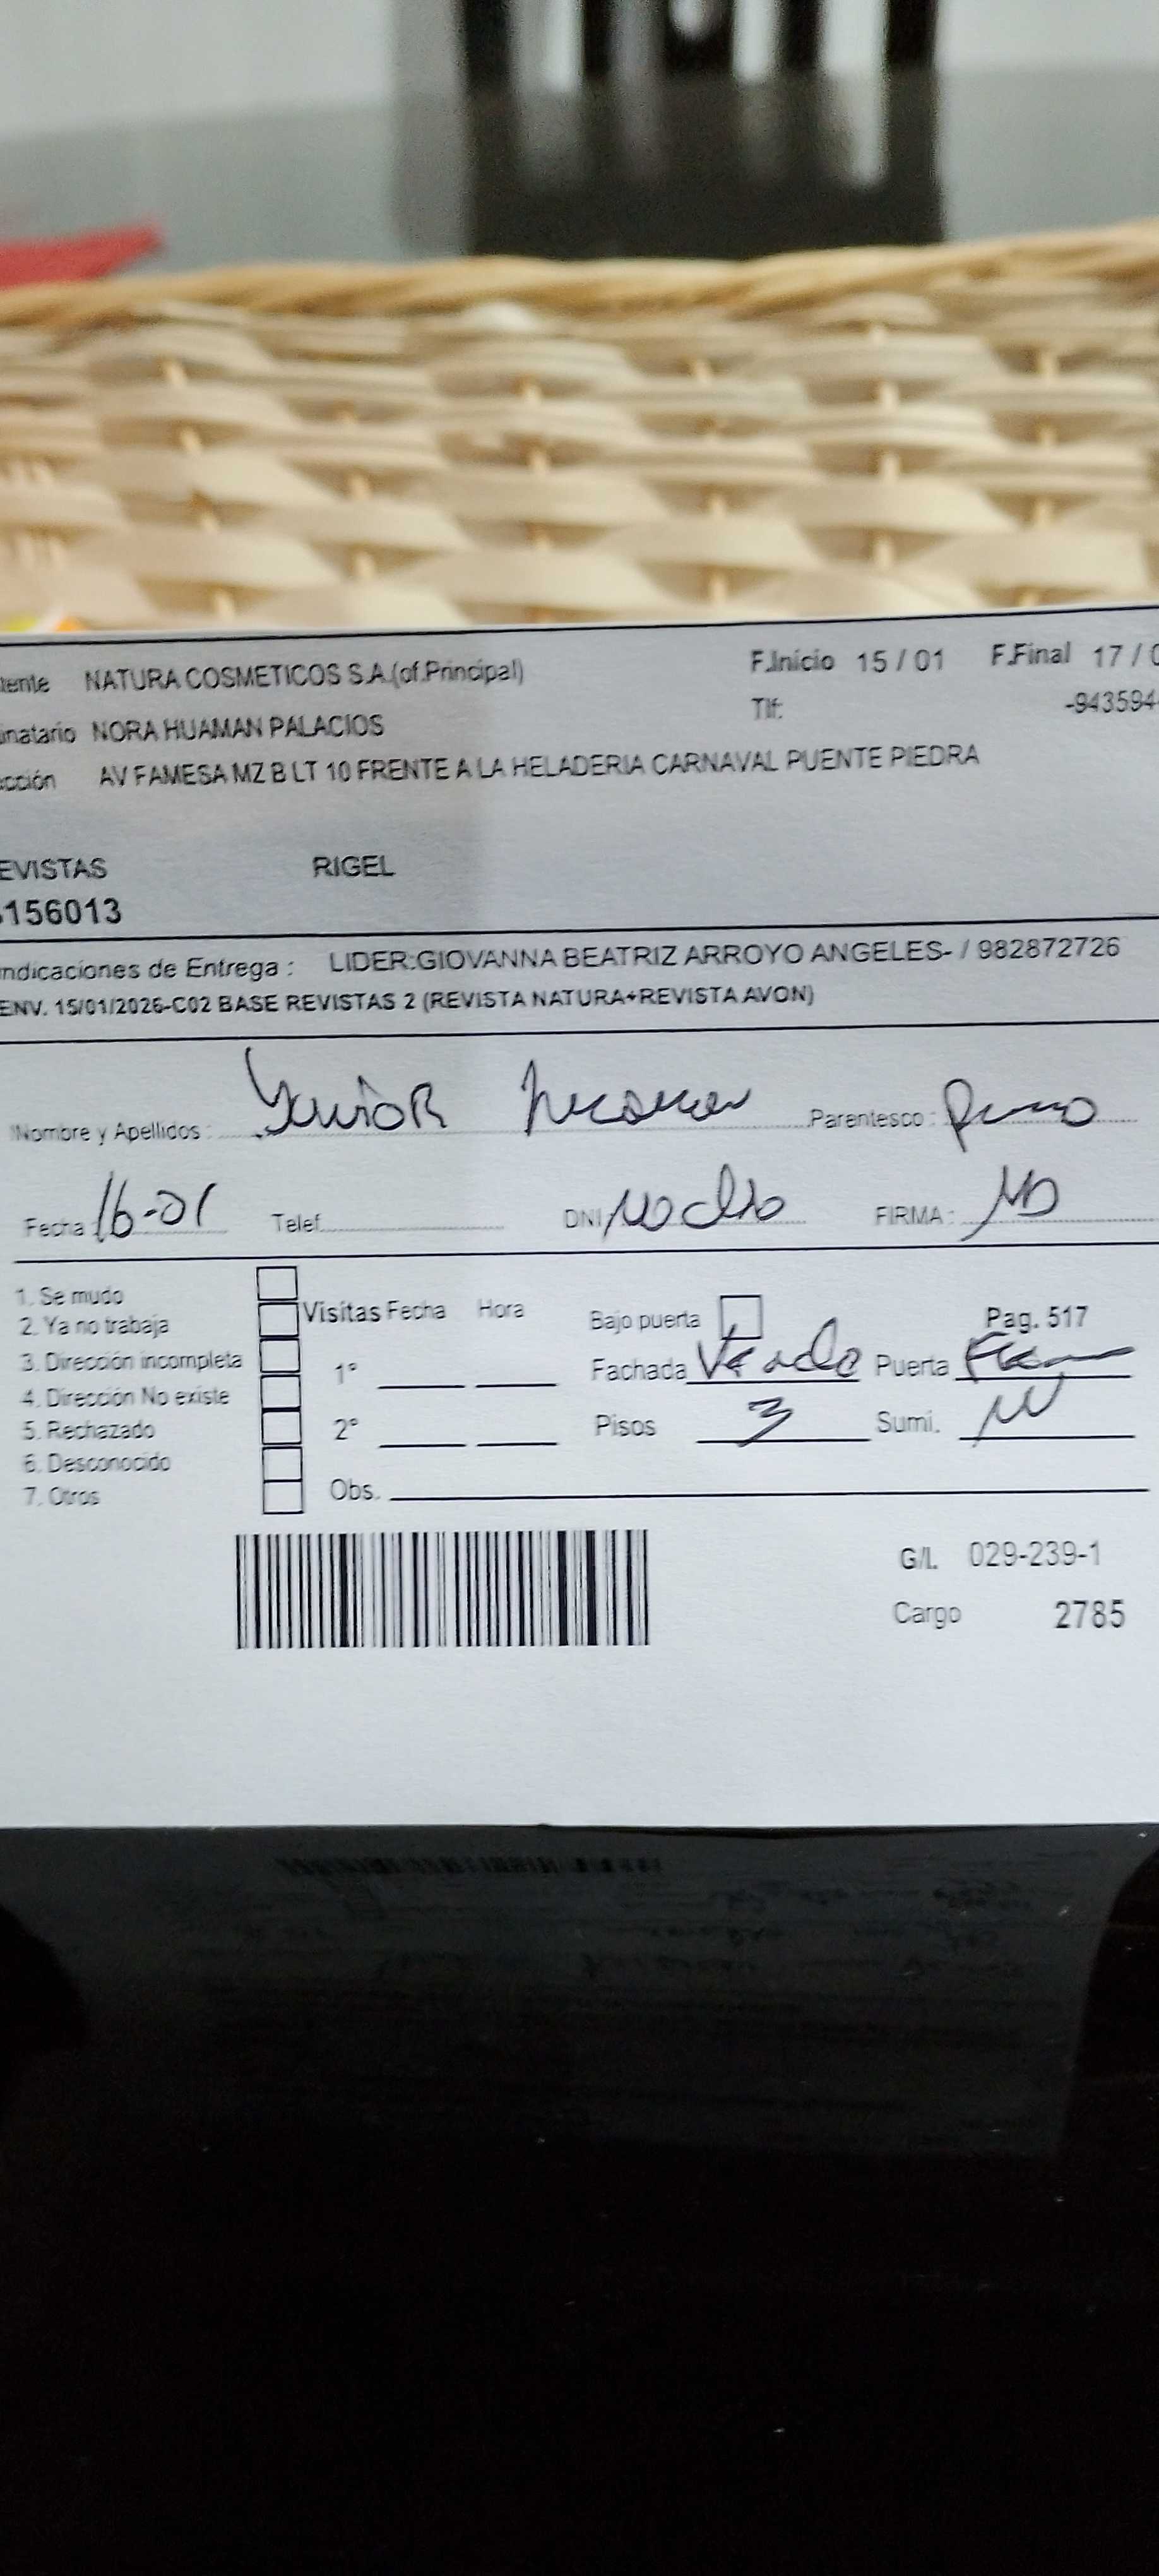 iente NATURA COSMETICOS S.A.(of.Principal) F.Inicio 15 / 01 F.Final 17 / 0
inatario NORA HUAMAN PALACIOS Tlf: -943594
cción AV FAMESA MZ B LT 10 FRENTE A LA HELADERIA CARNAVAL PUENTE PIEDRA
EVISTAS RIGEL
156013
Indicaciones de Entrega : LIDER:GIOVANNA BEATRIZ ARROYO ANGELES- / 982872726
ENV. 15/01/2026-C02 BASE REVISTAS 2 (REVISTA NATURA+REVISTA AVON)
Nombre y Apellidos : Parentesco :
Fecha : 16-01 Telef. DNI FIRMA :
1. Se mudo
2. Ya no trabaja Visitas Fecha Hora Bajo puerta Pag. 517
3. Dirección incompleta 1° Fachada Puerta
4. Dirección No existe
5. Rechazado 2° Pisos 3 Sumi.
6. Desconocido
7. Otros Obs.
G/L 029-239-1
Cargo 2785